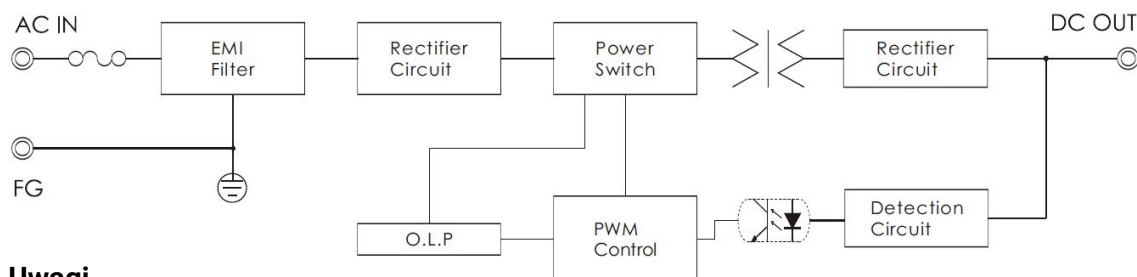 AC IN
DC OUT
EMI
Filter
Rectifier
Circuit
Power
Switch
Rectifier
Circuit
FG
O.L.P
PWM
Control
Detection
Circuit
Uwagi